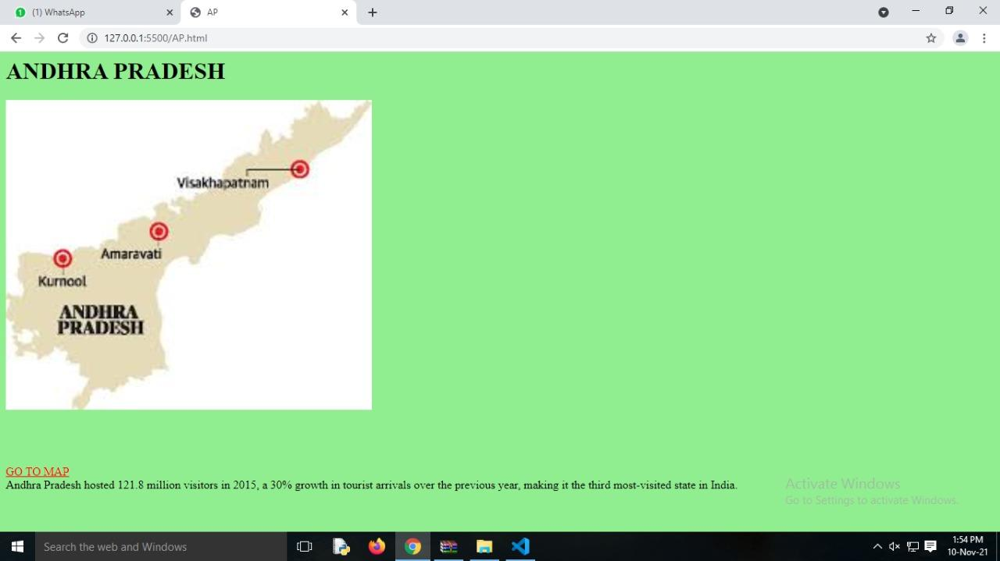 (1) WhatsApp
AP
127.0.0.1:5500/AP.html
ANDHRA PRADESH
Visakhapatnam
Amaravati
Kurnool
ANDHRA
PRADESH
GO TO MAP
Andhra Pradesh hosted 121.8 million visitors in 2015, a 30% growth in tourist arrivals over the previous year, making it the third most-visited state in India.
Activate Windows
Go to Settings to activate Windows.
Search the web and Windows
1:54 PM
10-Nov-21